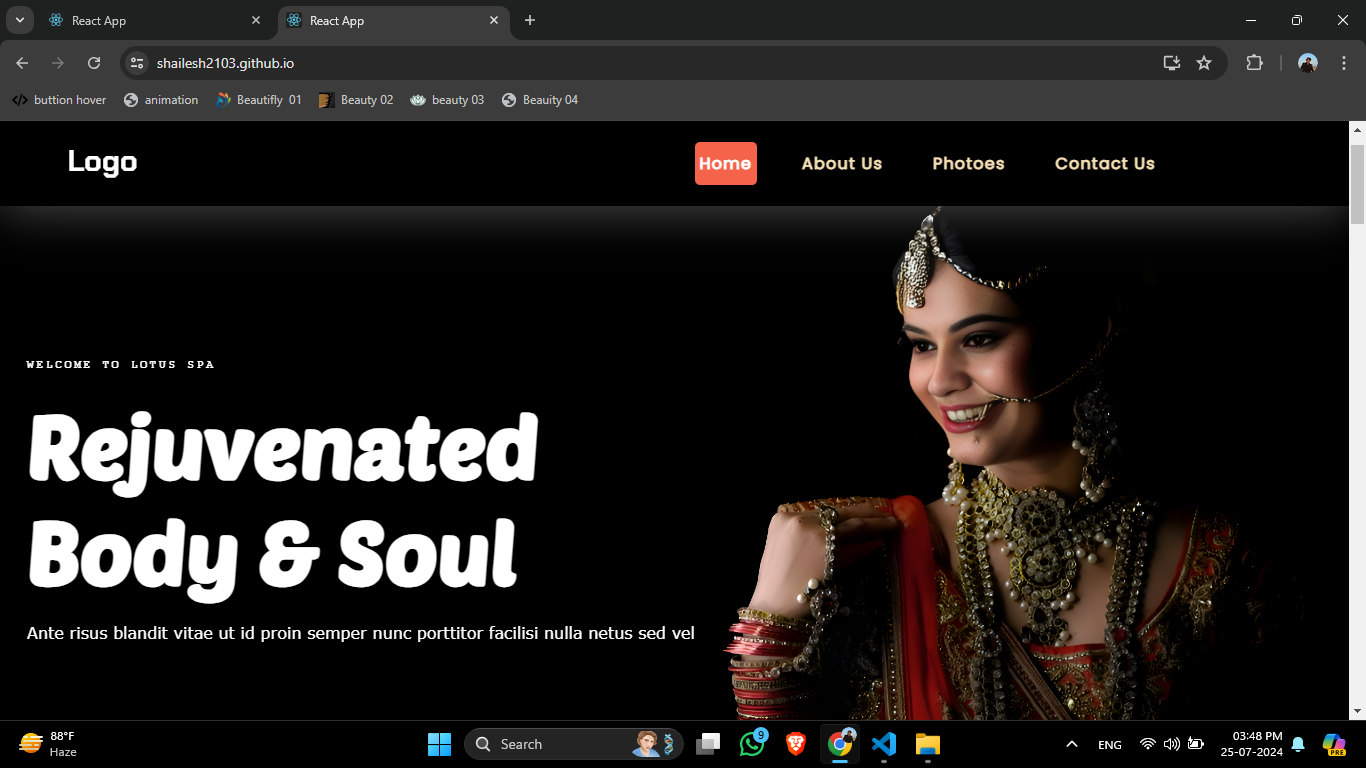 React App
React App
shailesh2103.github.io
buttion hover
animation
Beautifly 01
Beauty 02
beauty 03
Beauity 04
Logo
Home
About Us
Photoes
Contact Us
WELCOME TO LOTUS SPA
Rejuvenated
Body & Soul
Ante risus blandit vitae ut id proin semper nunc porttitor facilisi nulla netus sed vel
88°F
Haze
Search
9
ENG
03:48 PM
25-07-2024
PRE